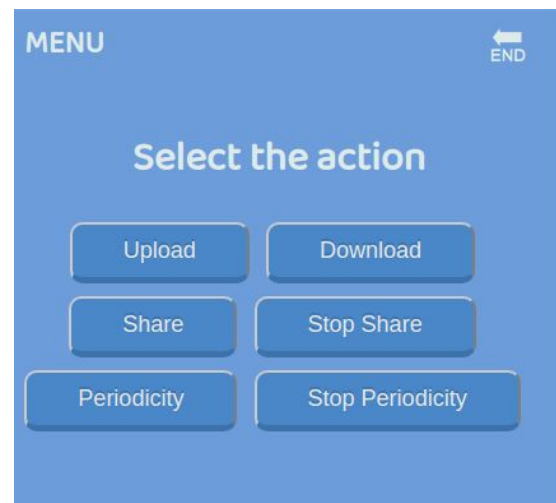 MENU
END
Select the action
Upload Download
Share Stop Share
Periodicity Stop Periodicity